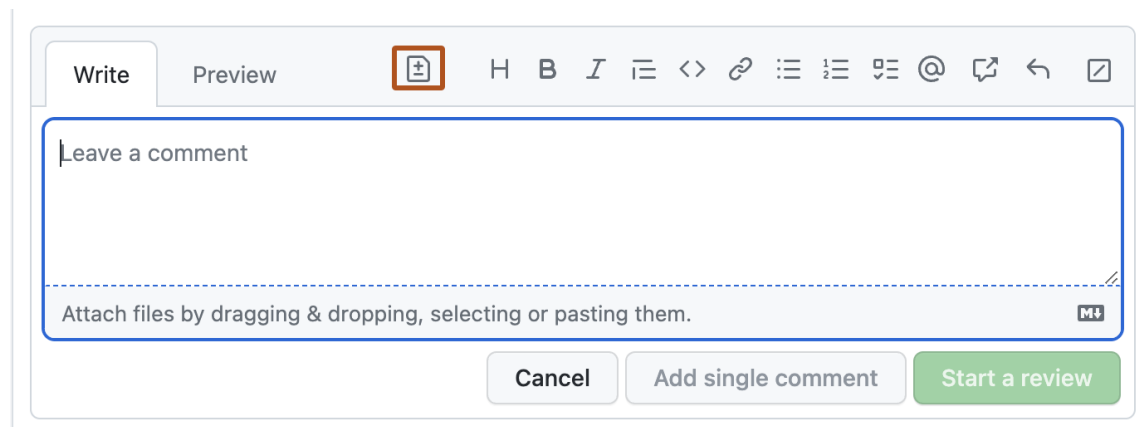 Write Preview H B I <> @
Leave a comment
Attach files by dragging & dropping, selecting or pasting them. M↓
Cancel Add single comment Start a review